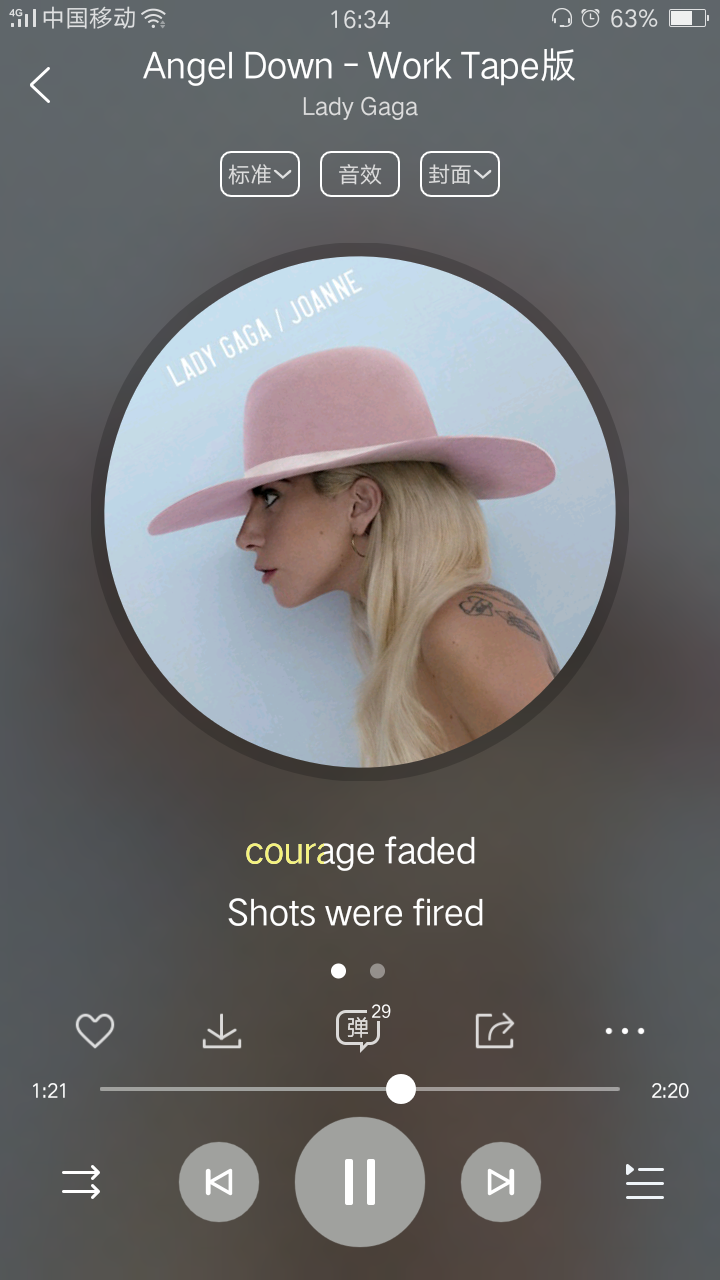 4G 中国移动 16:34 63%
Angel Down - Work Tape版
Lady Gaga
标准 音效 封面
LADY GAGA / JOANNE
courage faded
Shots were fired
弹 29
1:21 2:20